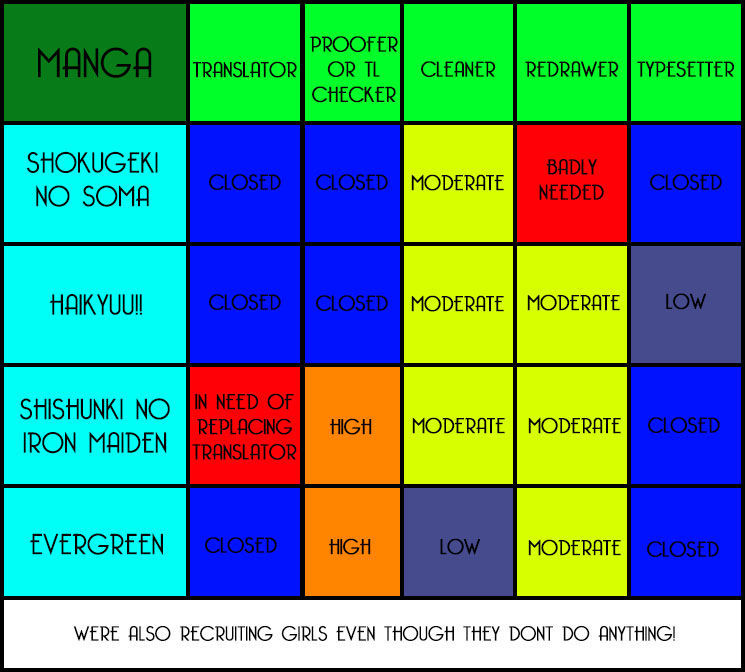 MANGA
TRANSLATOR
PROOFER
OR TL
CHECKER
CLEANER
REDRAWER
TYPESETTER
SHOKUGEKI
NO SOMA
CLOSED
CLOSED
MODERATE
BADLY
NEEDED
CLOSED
HAIKYUU!!
CLOSED
CLOSED
MODERATE
MODERATE
LOW
SHISHUNKI NO
IRON MAIDEN
IN NEED OF
REPLACING
TRANSLATOR
HIGH
MODERATE
MODERATE
CLOSED
EVERGREEN
CLOSED
HIGH
LOW
MODERATE
CLOSED
WERE ALSO RECRUITING GIRLS EVEN THOUGH THEY DONT DO ANYTHING!